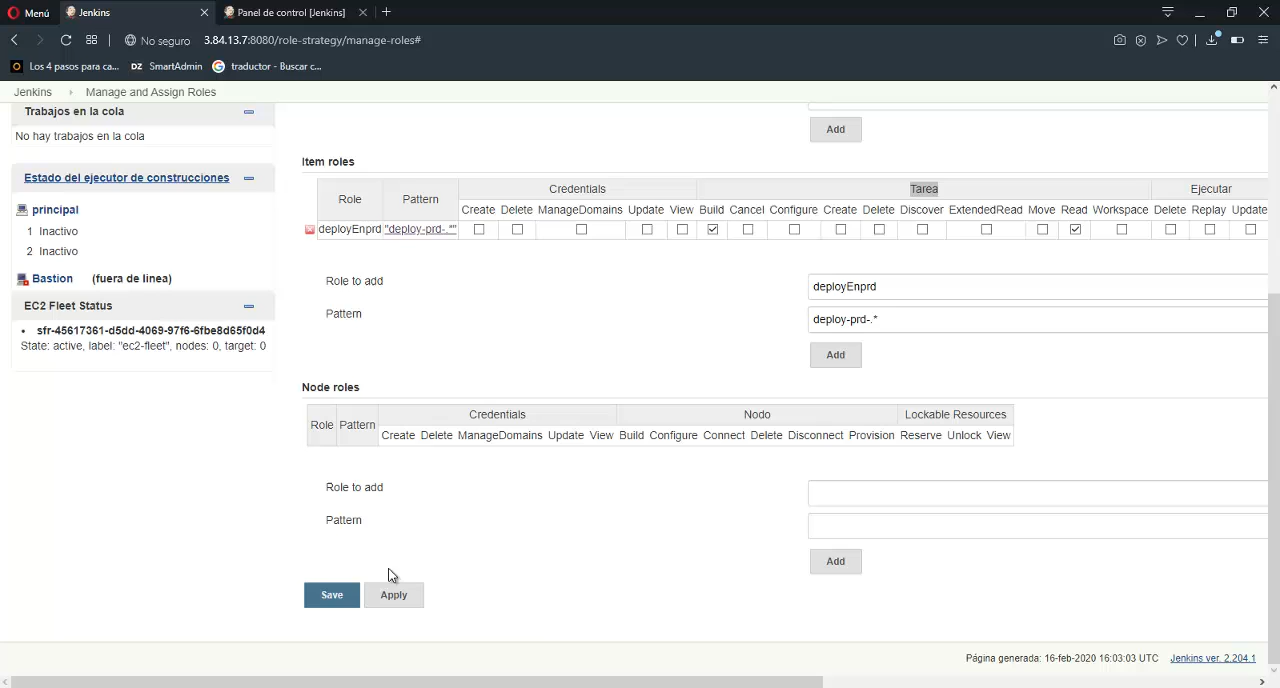 Menú
Jenkins
Panel de control [Jenkins]
No seguro
3.84.13.7:8080/role-strategy/manage-roles#
Los 4 pasos para ca...
DZ SmartAdmin
traductor - Buscar c...
Jenkins
Manage and Assign Roles
Trabajos en la cola
No hay trabajos en la cola
Estado del ejecutor de construcciones
principal
1 Inactivo
2 Inactivo
Bastion (fuera de linea)
EC2 Fleet Status
sfr-45617361-d5dd-4069-97f6-6fbe8d65f0d4
State: active, label: "ec2-fleet", nodes: 0, target: 0
Add
Item roles
Role Pattern Credentials Tarea Ejecutar
Create Delete ManageDomains Update View Build Cancel Configure Create Delete Discover ExtendedRead Move Read Workspace Delete Replay Update
deployEnprd "deploy-prd-.*"
Role to add
deployEnprd
Pattern
deploy-prd-.*
Add
Node roles
Role Pattern Credentials Nodo Lockable Resources
Create Delete ManageDomains Update View Build Configure Connect Delete Disconnect Provision Reserve Unlock View
Role to add
Pattern
Add
Save
Apply
Página generada: 16-feb-2020 16:03:03 UTC
Jenkins ver. 2.204.1